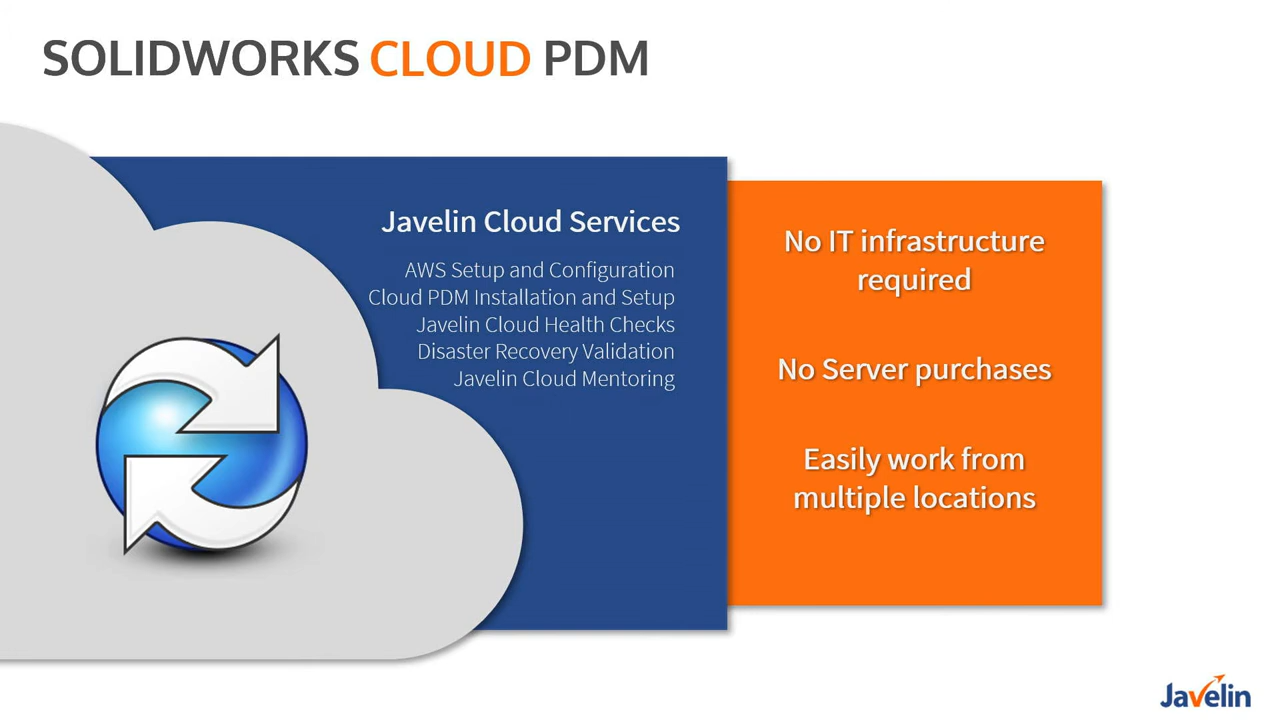 SOLIDWORKS CLOUD PDM
Javelin Cloud Services
AWS Setup and Configuration
Cloud PDM Installation and Setup
Javelin Cloud Health Checks
Disaster Recovery Validation
Javelin Cloud Mentoring
No IT infrastructure
required
No Server purchases
Easily work from
multiple locations
Javelin